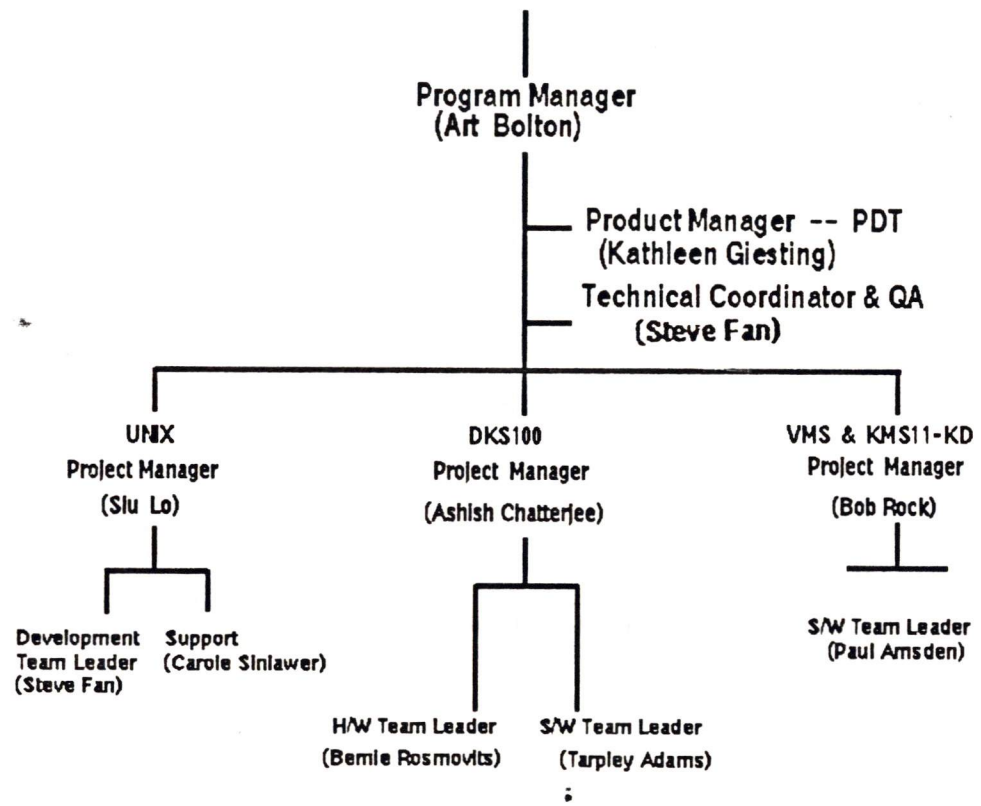 Program Manager
(Art Bolton)
Product Manager -- PDT
(Kathleen Giesting)
Technical Coordinator & QA
(Steve Fan)
UNIX
Project Manager
(Siu Lo)
DKS100
Project Manager
(Ashish Chatterjee)
VMS & KMS11-KD
Project Manager
(Bob Rock)
Development
Team Leader
(Steve Fan)
Support
(Carole Siniawer)
S/W Team Leader
(Paul Amsden)
H/W Team Leader
(Bernie Rosmovits)
S/W Team Leader
(Tarpley Adams)